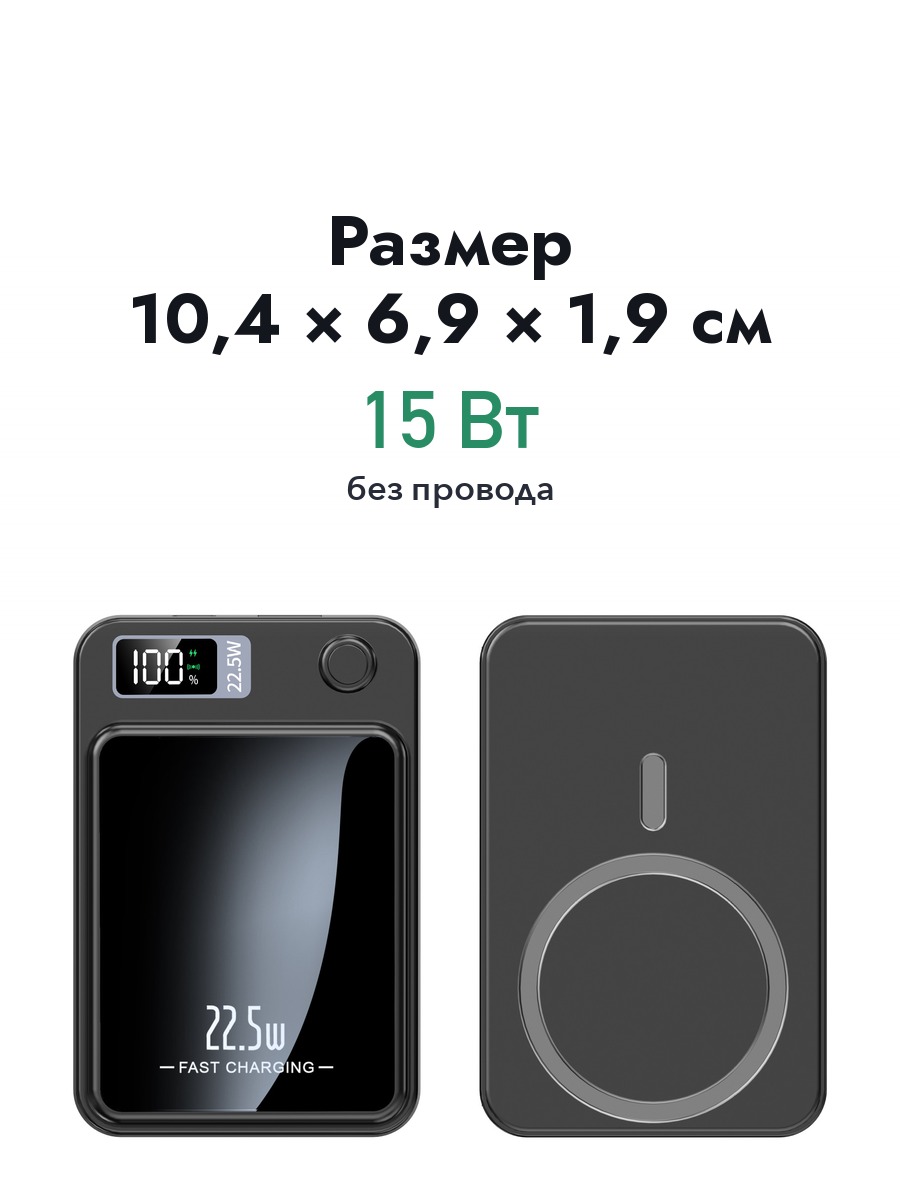 Размер
10,4 × 6,9 × 1,9 см
15 Вт
без провода
100
%
22.5W
22.5w
FAST CHARGING